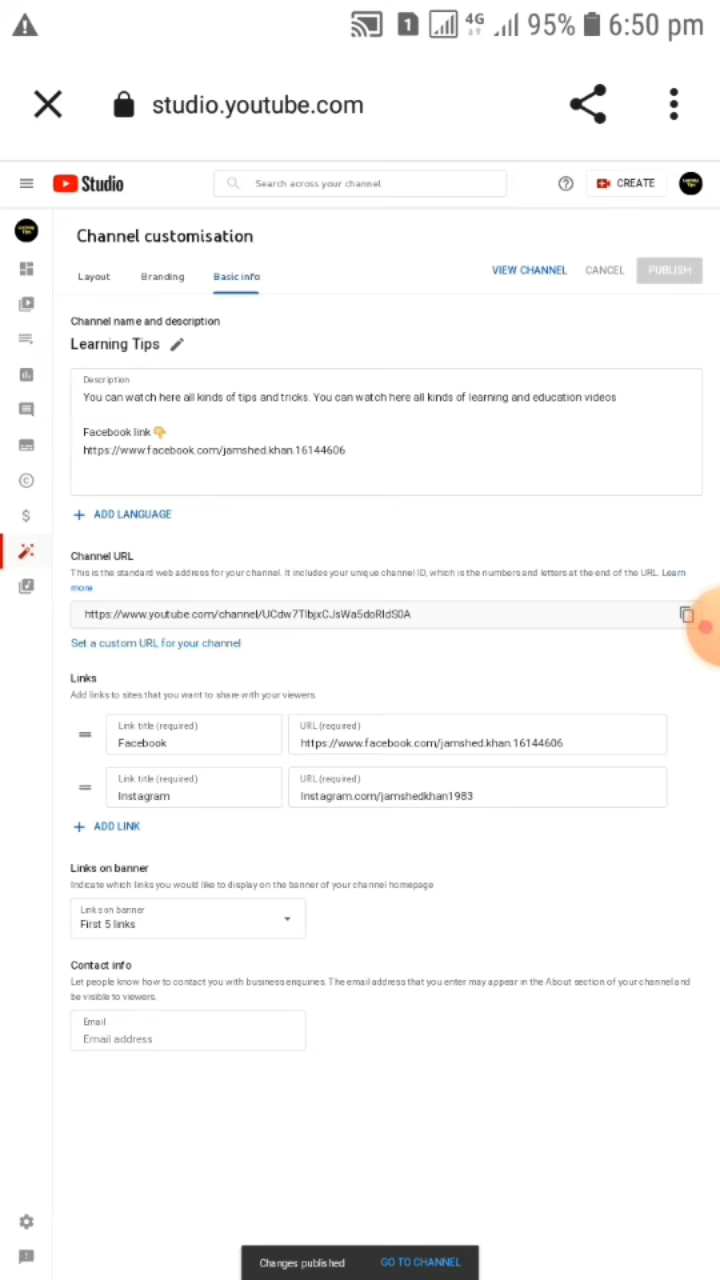 1 4G 95% 6:50 pm
studio.youtube.com
Studio
Search across your channel
CREATE
Channel customisation
Layout Branding Basic info
VIEW CHANNEL CANCEL PUBLISH
Channel name and description
Learning Tips
Description
You can watch here all kinds of tips and tricks. You can watch here all kinds of learning and education videos
Facebook link👇
https://www.facebook.com/jamshed.khan.16144606
+ ADD LANGUAGE
Channel URL
This is the standard web address for your channel. It includes your unique channel ID, which is the numbers and letters at the end of the URL. Learn
more
https://www.youtube.com/channel/UCdw7TlbjxCJsWa5doRldS0A
Set a custom URL for your channel
Links
Add links to sites that you want to share with your viewers.
Link title (required) URL (required)
Facebook https://www.facebook.com/jamshed.khan.16144606
Link title (required) URL (required)
Instagram Instagram.com/jamshedkhan1983
+ ADD LINK
Links on banner
Indicate which links you would like to display on the banner of your channel homepage
Links on banner
First 5 links
Contact info
Let people know how to contact you with business enquiries. The email address that you enter may appear in the About section of your channel and
be visible to viewers.
Email
Email address
Changes published GO TO CHANNEL